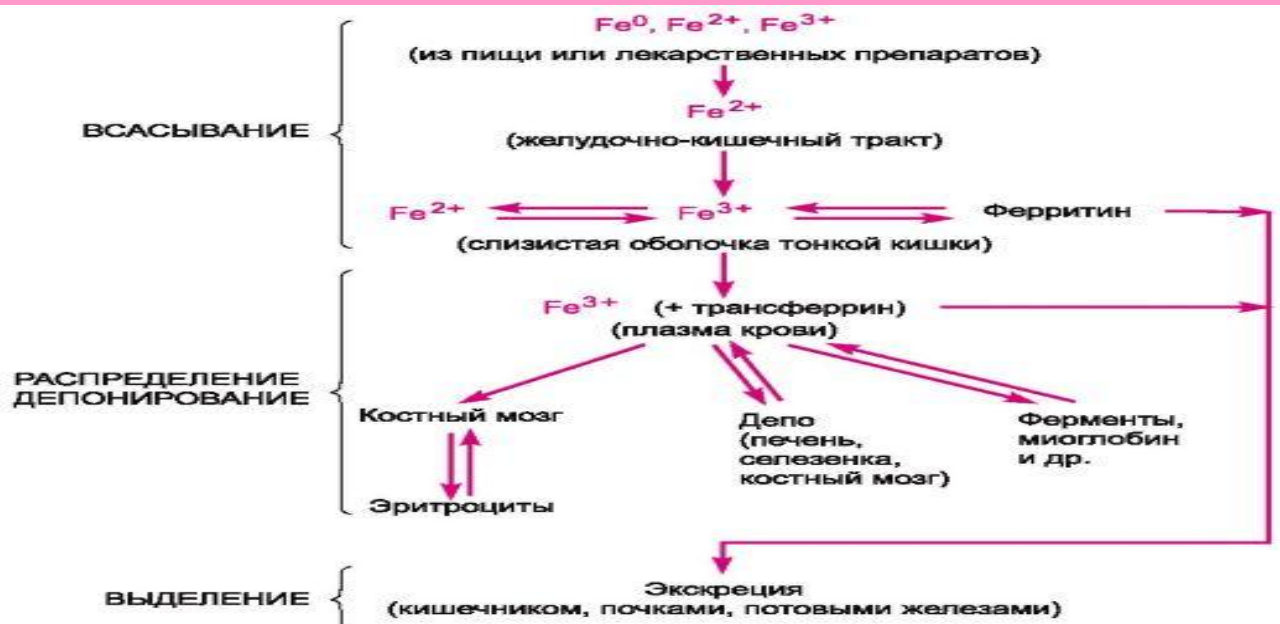 Fe⁰, Fe²⁺, Fe³⁺
(из пищи или лекарственных препаратов)
Fe²⁺
ВСАСЫВАНИЕ
(желудочно-кишечный тракт)
Fe²⁺ Fe³⁺ Ферритин
(слизистая оболочка тонкой кишки)
Fe³⁺ (+ трансферрин)
(плазма крови)
РАСПРЕДЕЛЕНИЕ
ДЕПОНИРОВАНИЕ
Костный мозг
Депо
(печень,
селезенка,
костный мозг)
Ферменты,
миоглобин
и др.
Эритроциты
ВЫДЕЛЕНИЕ
Экскреция
(кишечником, почками, потовыми железами)